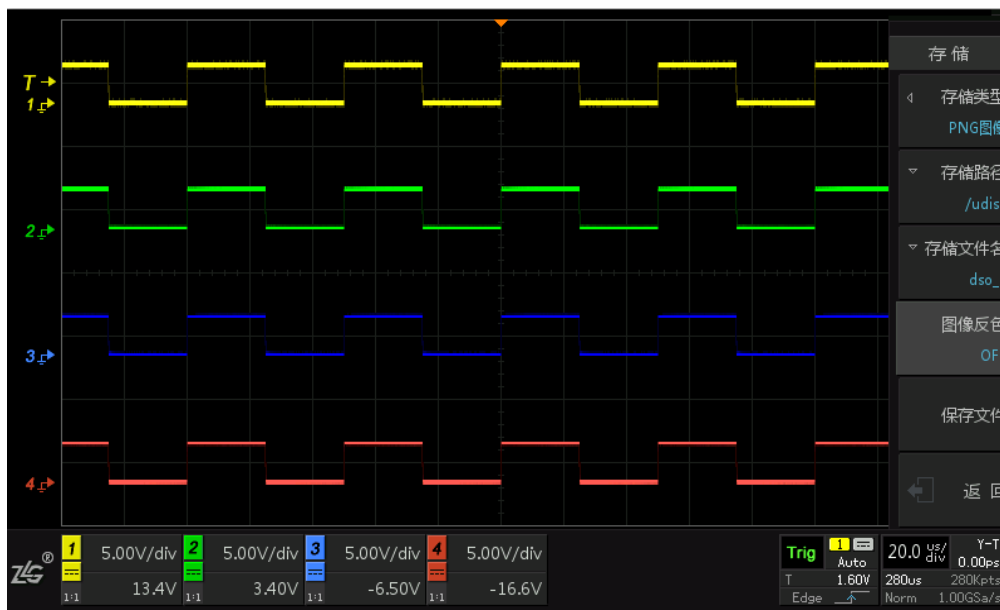 存 储
存储类型
PNG图像
存储路径
/udis
存储文件名
dso_
图像反色
OF
保存文件
返 回
T
1
2
3
4
ZLG®
1 5.00V/div 2 5.00V/div 3 5.00V/div 4 5.00V/div
1:1 13.4V 1:1 3.40V 1:1 -6.50V 1:1 -16.6V
Trig 1 Auto
T 1.60V
Edge
20.0 us/div Y-T
0.00ps
280us 280Kpts
Norm 1.00GSa/s